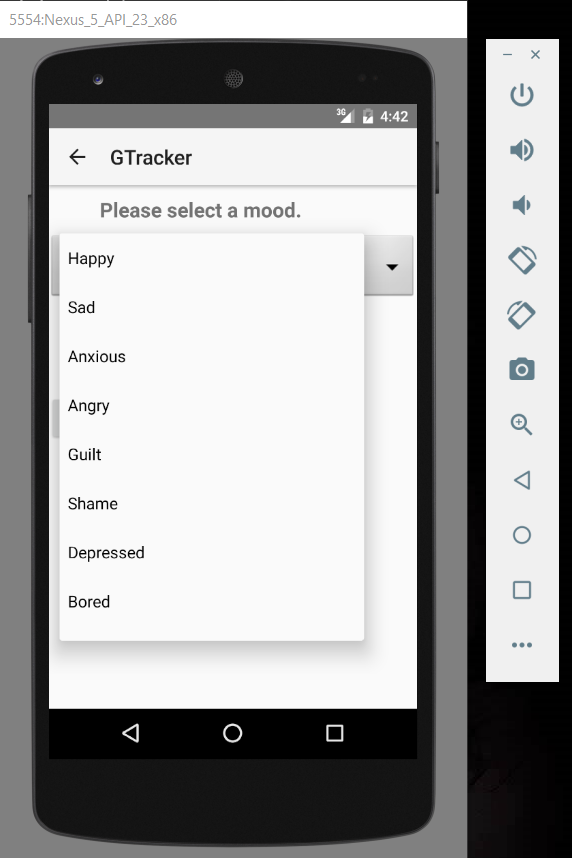 5554:Nexus_5_API_23_x86
3G 4:42
GTracker
Please select a mood.
Happy
Sad
Anxious
Angry
Guilt
Shame
Depressed
Bored